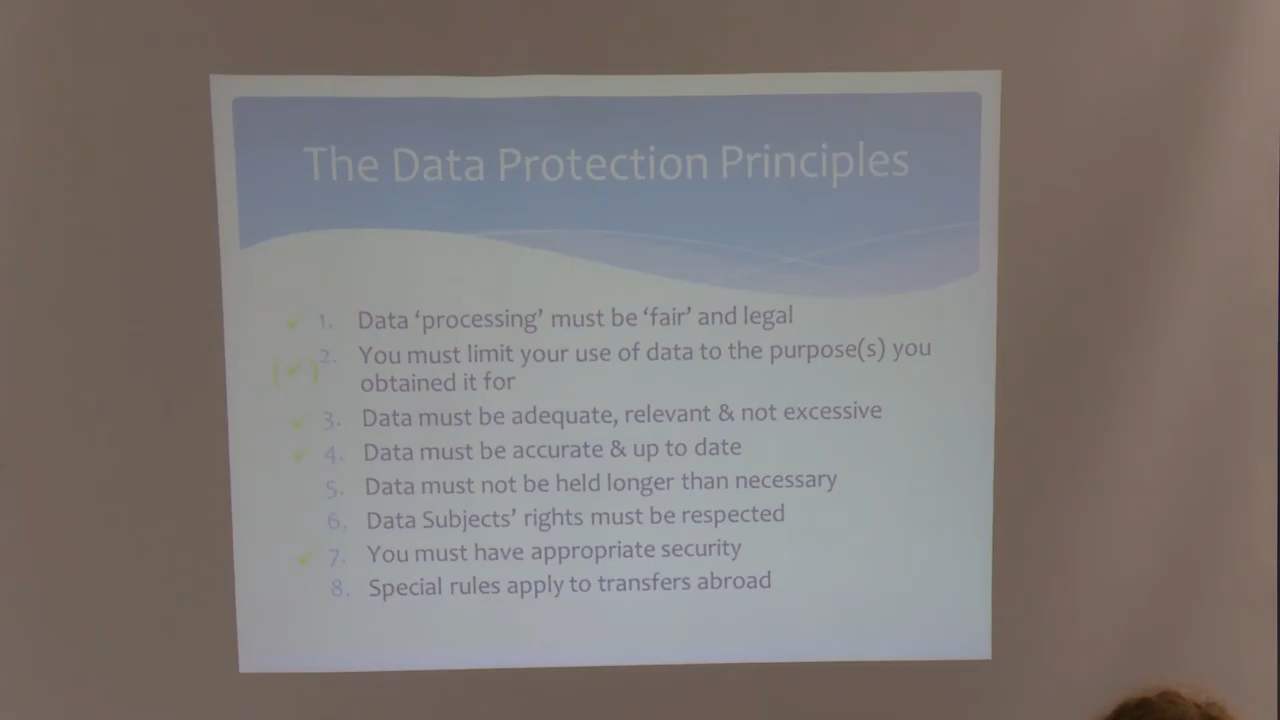 The Data Protection Principles
✓ 1. Data ‘processing’ must be ‘fair’ and legal
(✓) 2. You must limit your use of data to the purpose(s) you
obtained it for
✓ 3. Data must be adequate, relevant & not excessive
✓ 4. Data must be accurate & up to date
5. Data must not be held longer than necessary
6. Data Subjects’ rights must be respected
✓ 7. You must have appropriate security
8. Special rules apply to transfers abroad